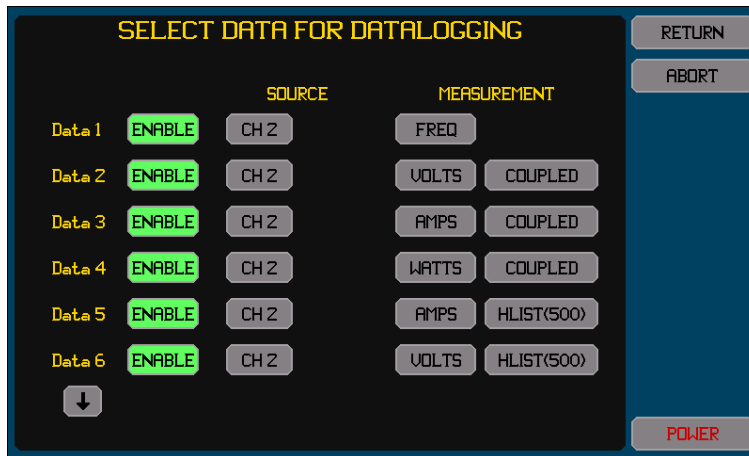 SELECT DATA FOR DATALOGGING
RETURN
ABORT
SOURCE MEASUREMENT
Data 1 ENABLE CH 2 FREQ
Data 2 ENABLE CH 2 VOLTS COUPLED
Data 3 ENABLE CH 2 AMPS COUPLED
Data 4 ENABLE CH 2 WATTS COUPLED
Data 5 ENABLE CH 2 AMPS HLIST(500)
Data 6 ENABLE CH 2 VOLTS HLIST(500)
↓
POWER